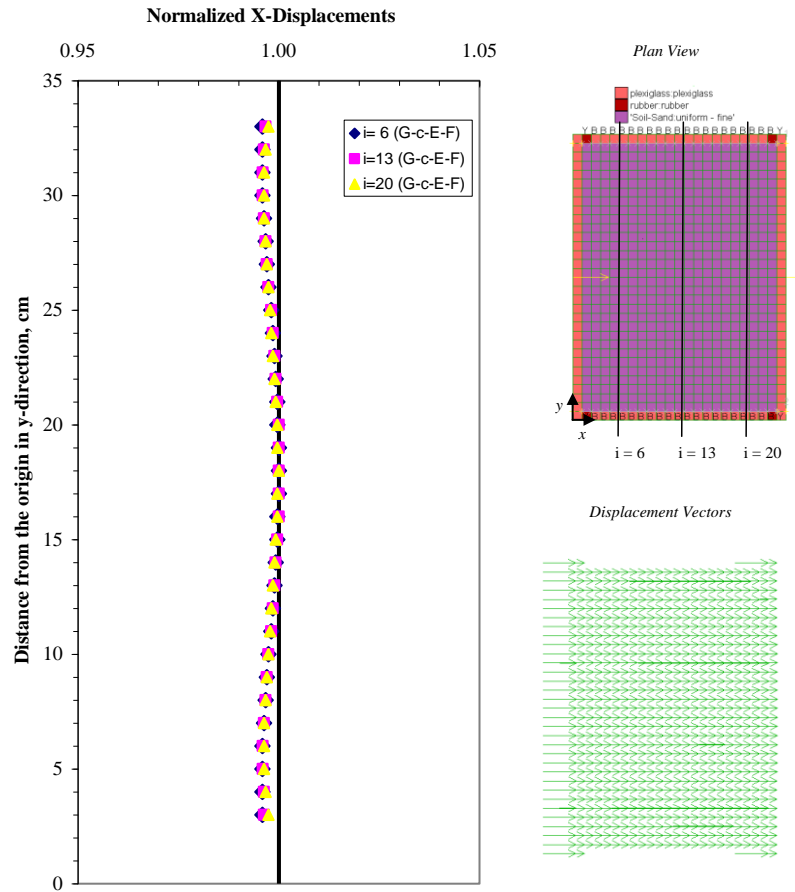 Normalized X-Displacements
0.95 1.00 1.05
35
30
25
20
15
10
5
0
Distance from the origin in y-direction, cm
i= 6 (G-c-E-F)
i=13 (G-c-E-F)
i=20 (G-c-E-F)
Plan View
plexiglass:plexiglass
rubber:rubber
'Soil-Sand:uniform - fine'
y
x
i = 6 i = 13 i = 20
Displacement Vectors